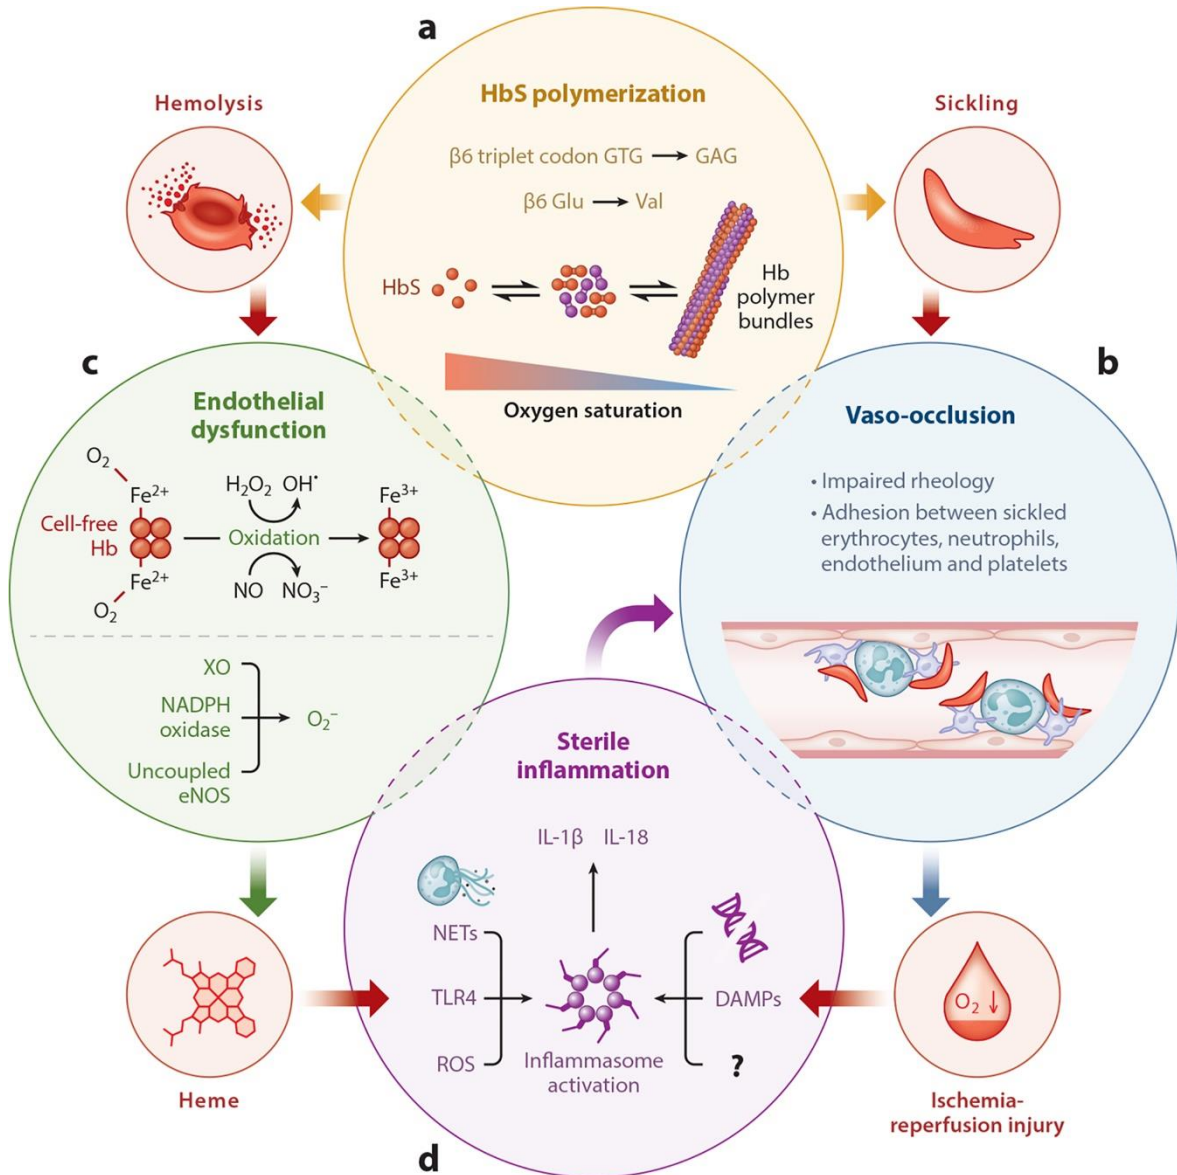 a
HbS polymerization
β6 triplet codon GTG → GAG
β6 Glu → Val
HbS
Hb
polymer
bundles
Oxygen saturation
Hemolysis
Sickling
b
Vaso-occlusion
• Impaired rheology
• Adhesion between sickled
erythrocytes, neutrophils,
endothelium and platelets
c
Endothelial
dysfunction
O₂
Fe²⁺
H₂O₂ OH•
Fe³⁺
Cell-free
Hb
Oxidation
Fe²⁺
NO NO₃⁻
Fe³⁺
O₂
XO
NADPH
oxidase
O₂⁻
Uncoupled
eNOS
Sterile
inflammation
IL-1β IL-18
NETs
TLR4
ROS
Inflammasome
activation
DAMPs
?
d
Heme
O₂ ↓
Ischemia-
reperfusion injury